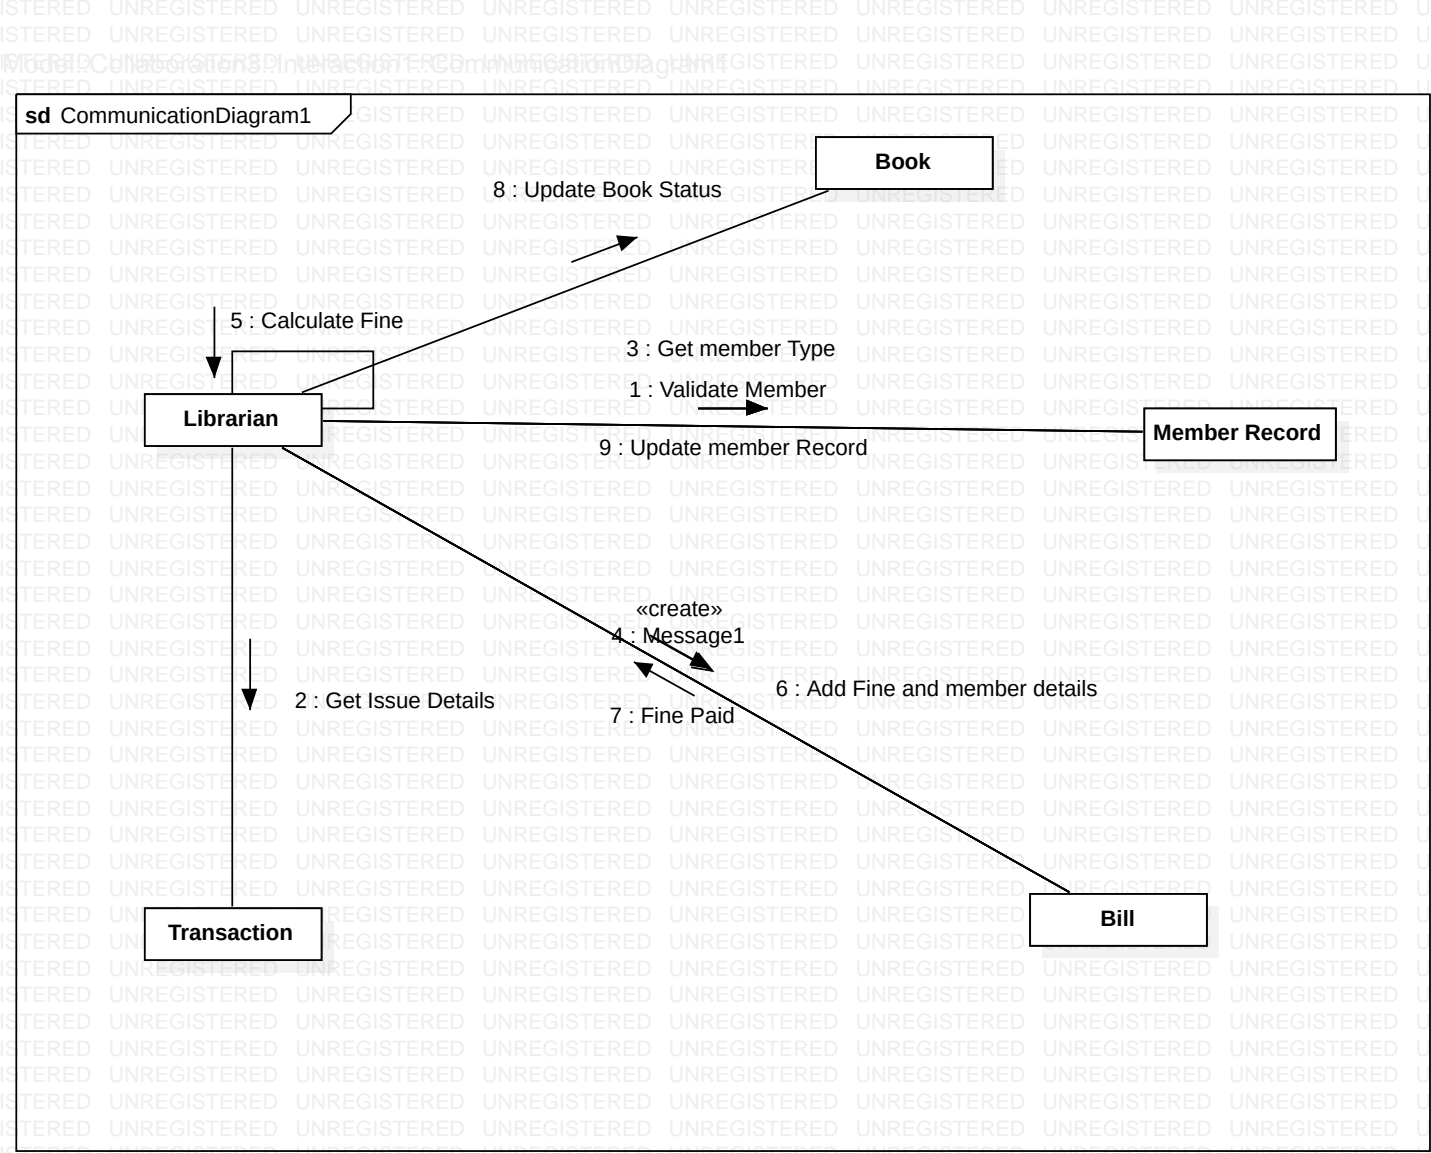 Model::Collaboration3::Interaction1::CommunicationDiagram1
sd CommunicationDiagram1
Book
8 : Update Book Status
5 : Calculate Fine
3 : Get member Type
1 : Validate Member
Librarian
Member Record
9 : Update member Record
«create»
4 : Message1
6 : Add Fine and member details
2 : Get Issue Details
7 : Fine Paid
Transaction
Bill
UNREGISTERED